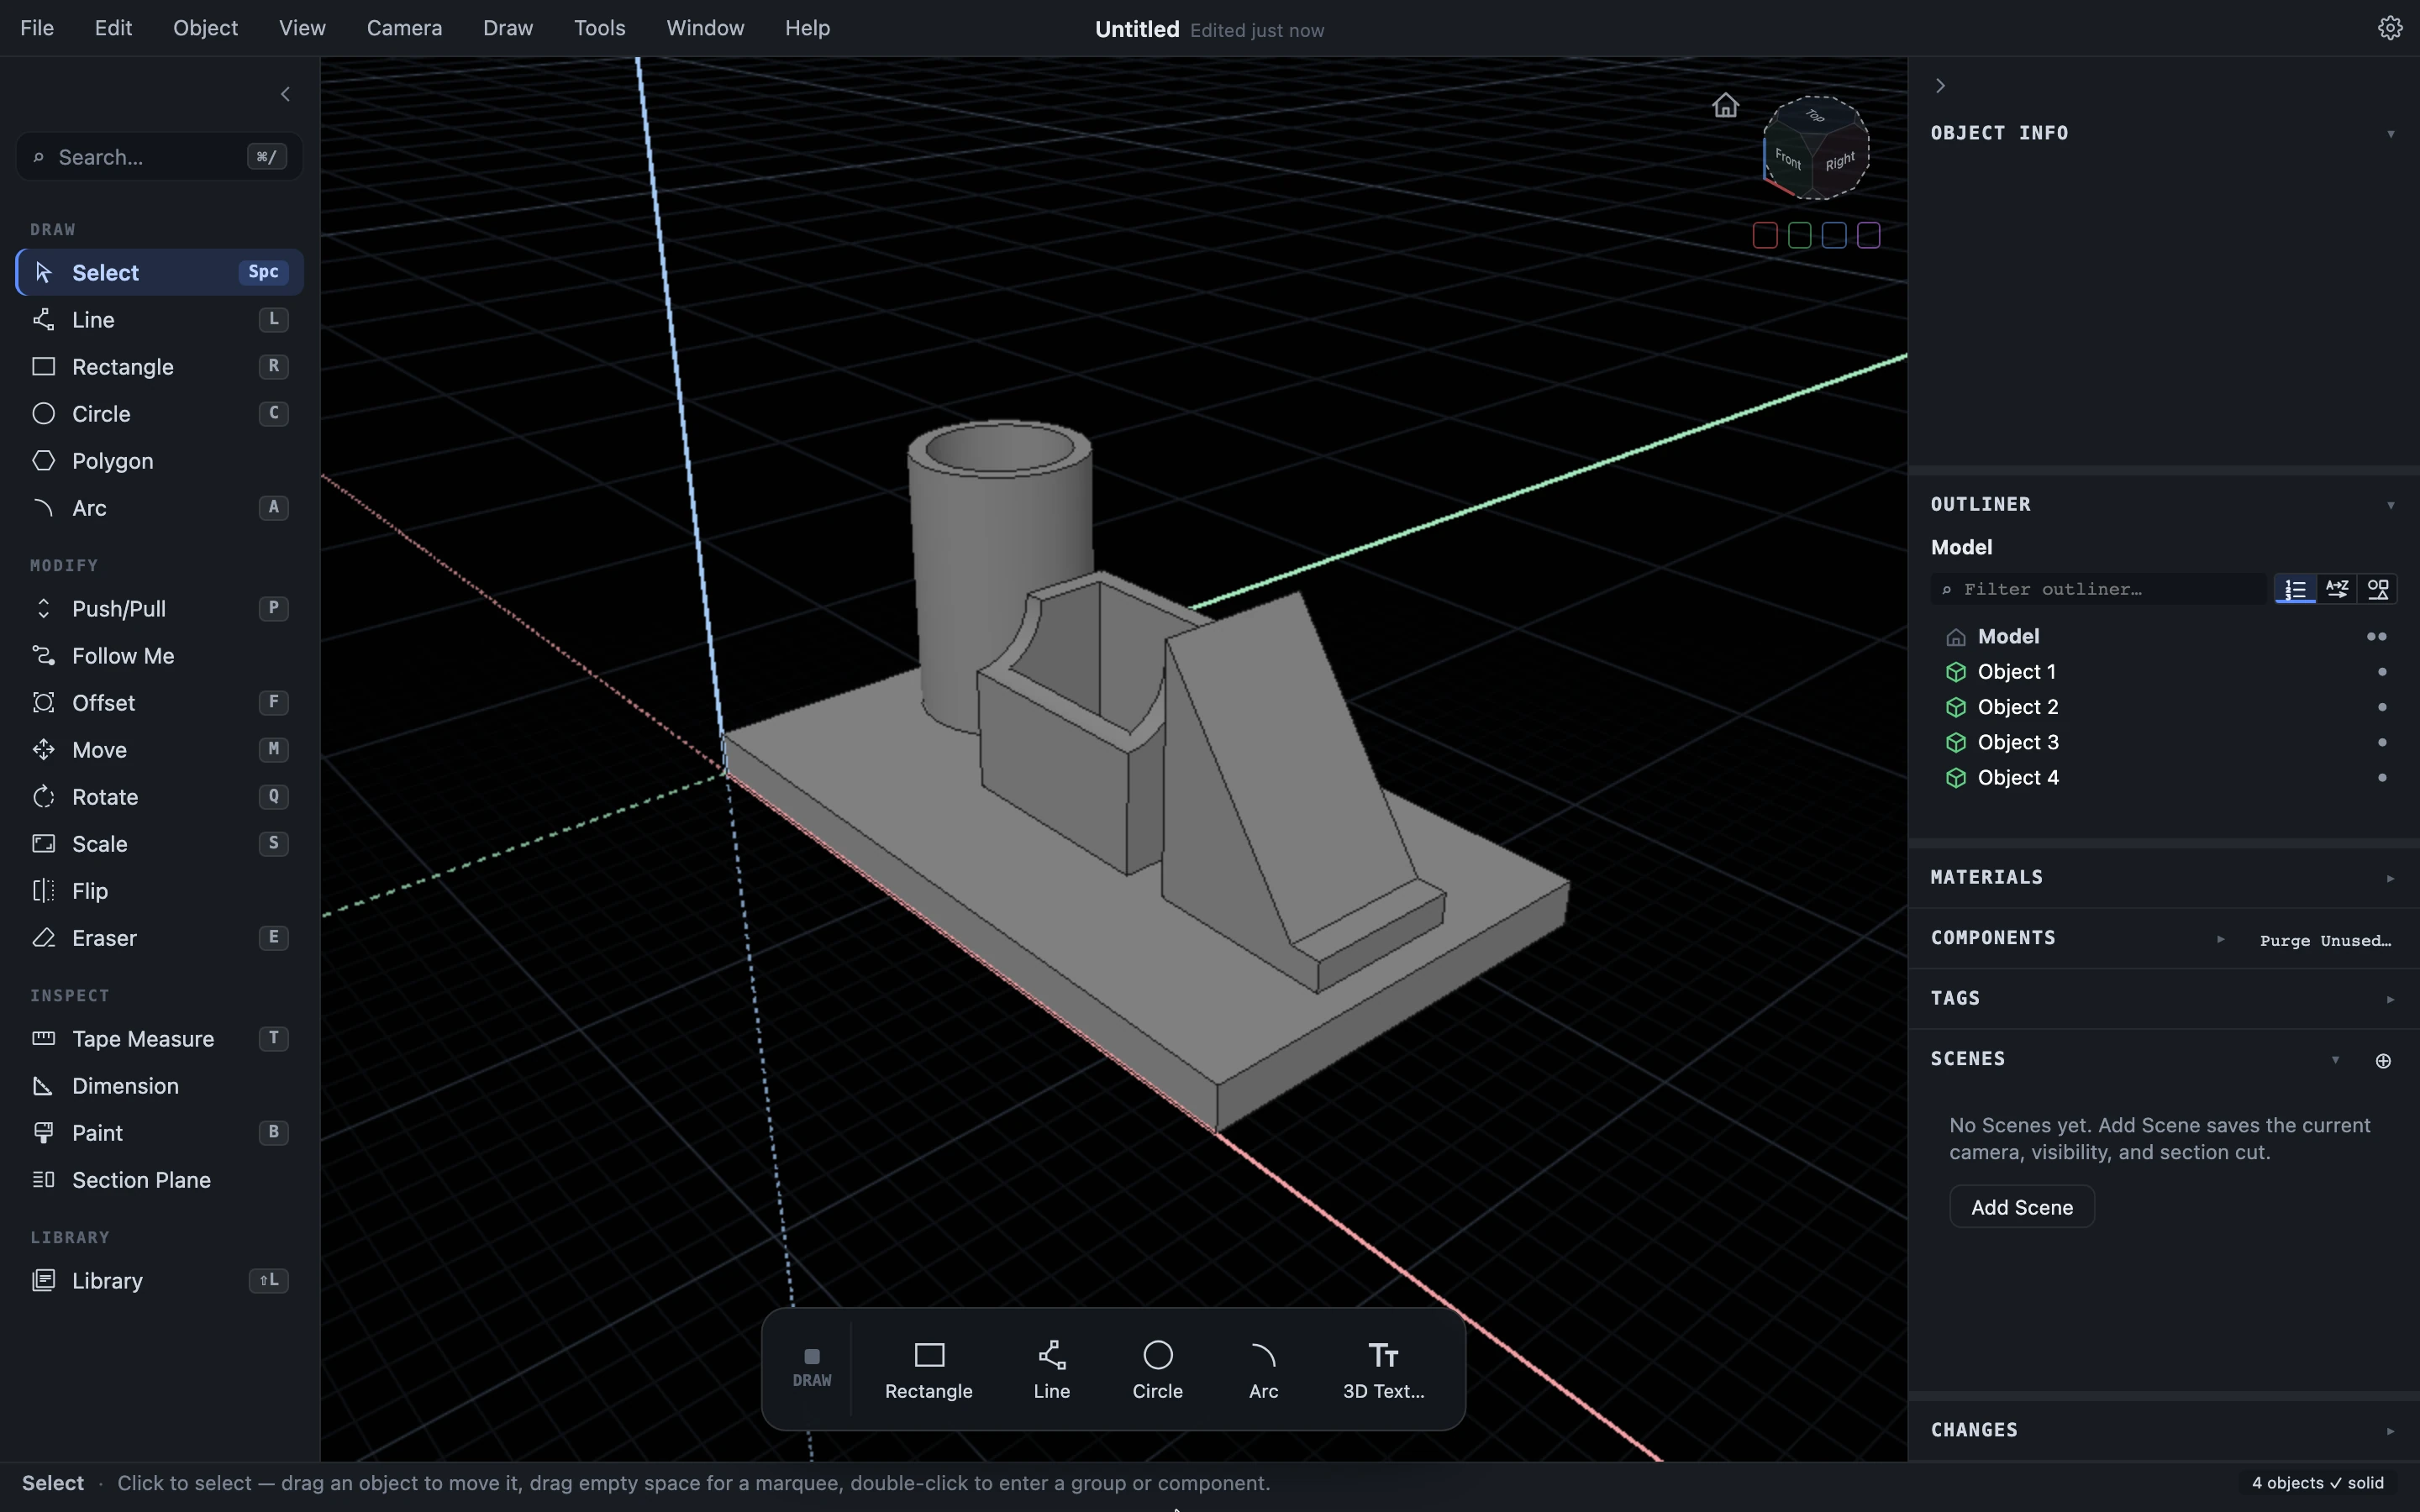 File Edit Object View Camera Draw Tools Window Help Untitled Edited just now
Search... ⌘/
DRAW
Select Spc
Line L
Rectangle R
Circle C
Polygon
Arc A
MODIFY
Push/Pull P
Follow Me
Offset F
Move M
Rotate Q
Scale S
Flip
Eraser E
INSPECT
Tape Measure T
Dimension
Paint B
Section Plane
LIBRARY
Library ⇧L
Top
Front Right
DRAW
Rectangle Line Circle Arc 3D Text...
OBJECT INFO
OUTLINER
Model
Filter outliner…
Model
Object 1
Object 2
Object 3
Object 4
MATERIALS
COMPONENTS Purge Unused…
TAGS
SCENES
No Scenes yet. Add Scene saves the current
camera, visibility, and section cut.
Add Scene
CHANGES
Select · Click to select — drag an object to move it, drag empty space for a marquee, double-click to enter a group or component.
4 objects ✓ solid